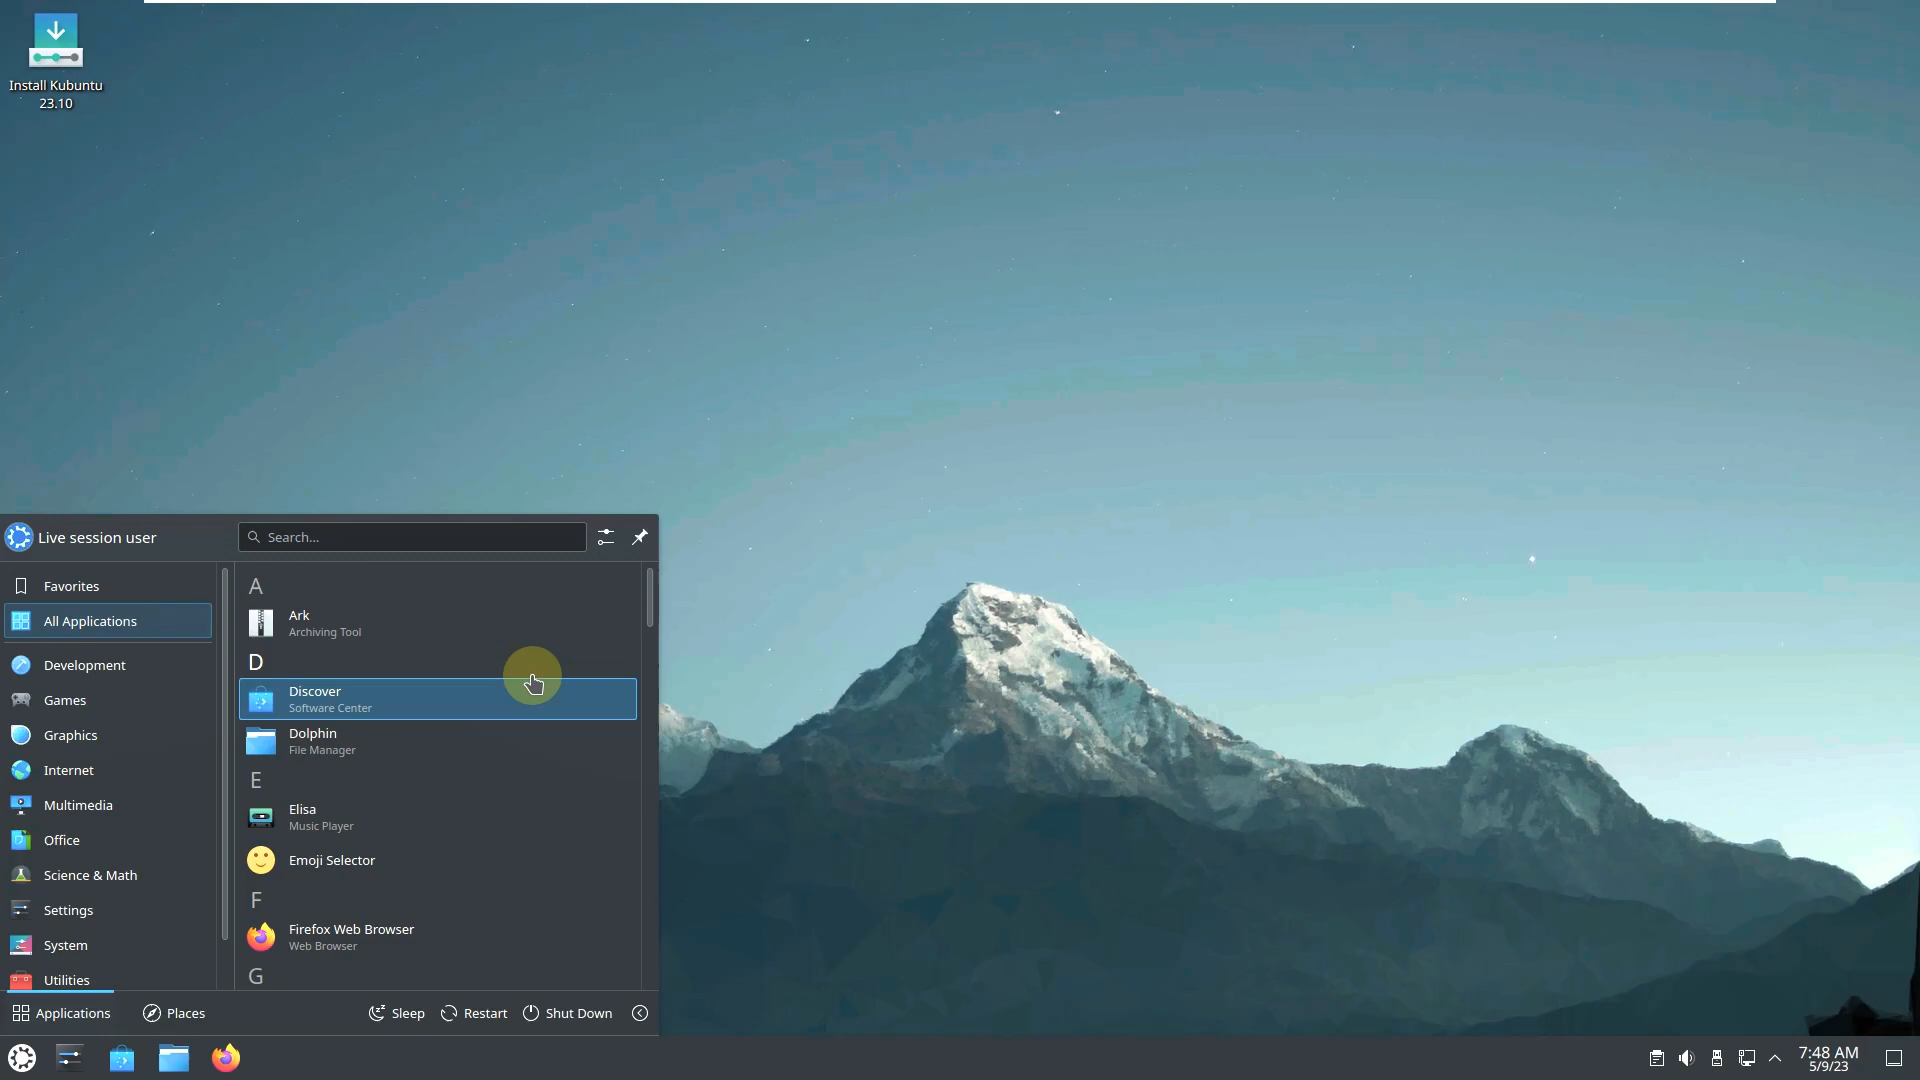 Install Kubuntu
23.10
Live session user
Search...
Favorites
All Applications
Development
Games
Graphics
Internet
Multimedia
Office
Science & Math
Settings
System
Utilities
A
Ark
Archiving Tool
D
Discover
Software Center
Dolphin
File Manager
E
Elisa
Music Player
Emoji Selector
F
Firefox Web Browser
Web Browser
G
Applications
Places
Sleep
Restart
Shut Down
7:48 AM
5/9/23